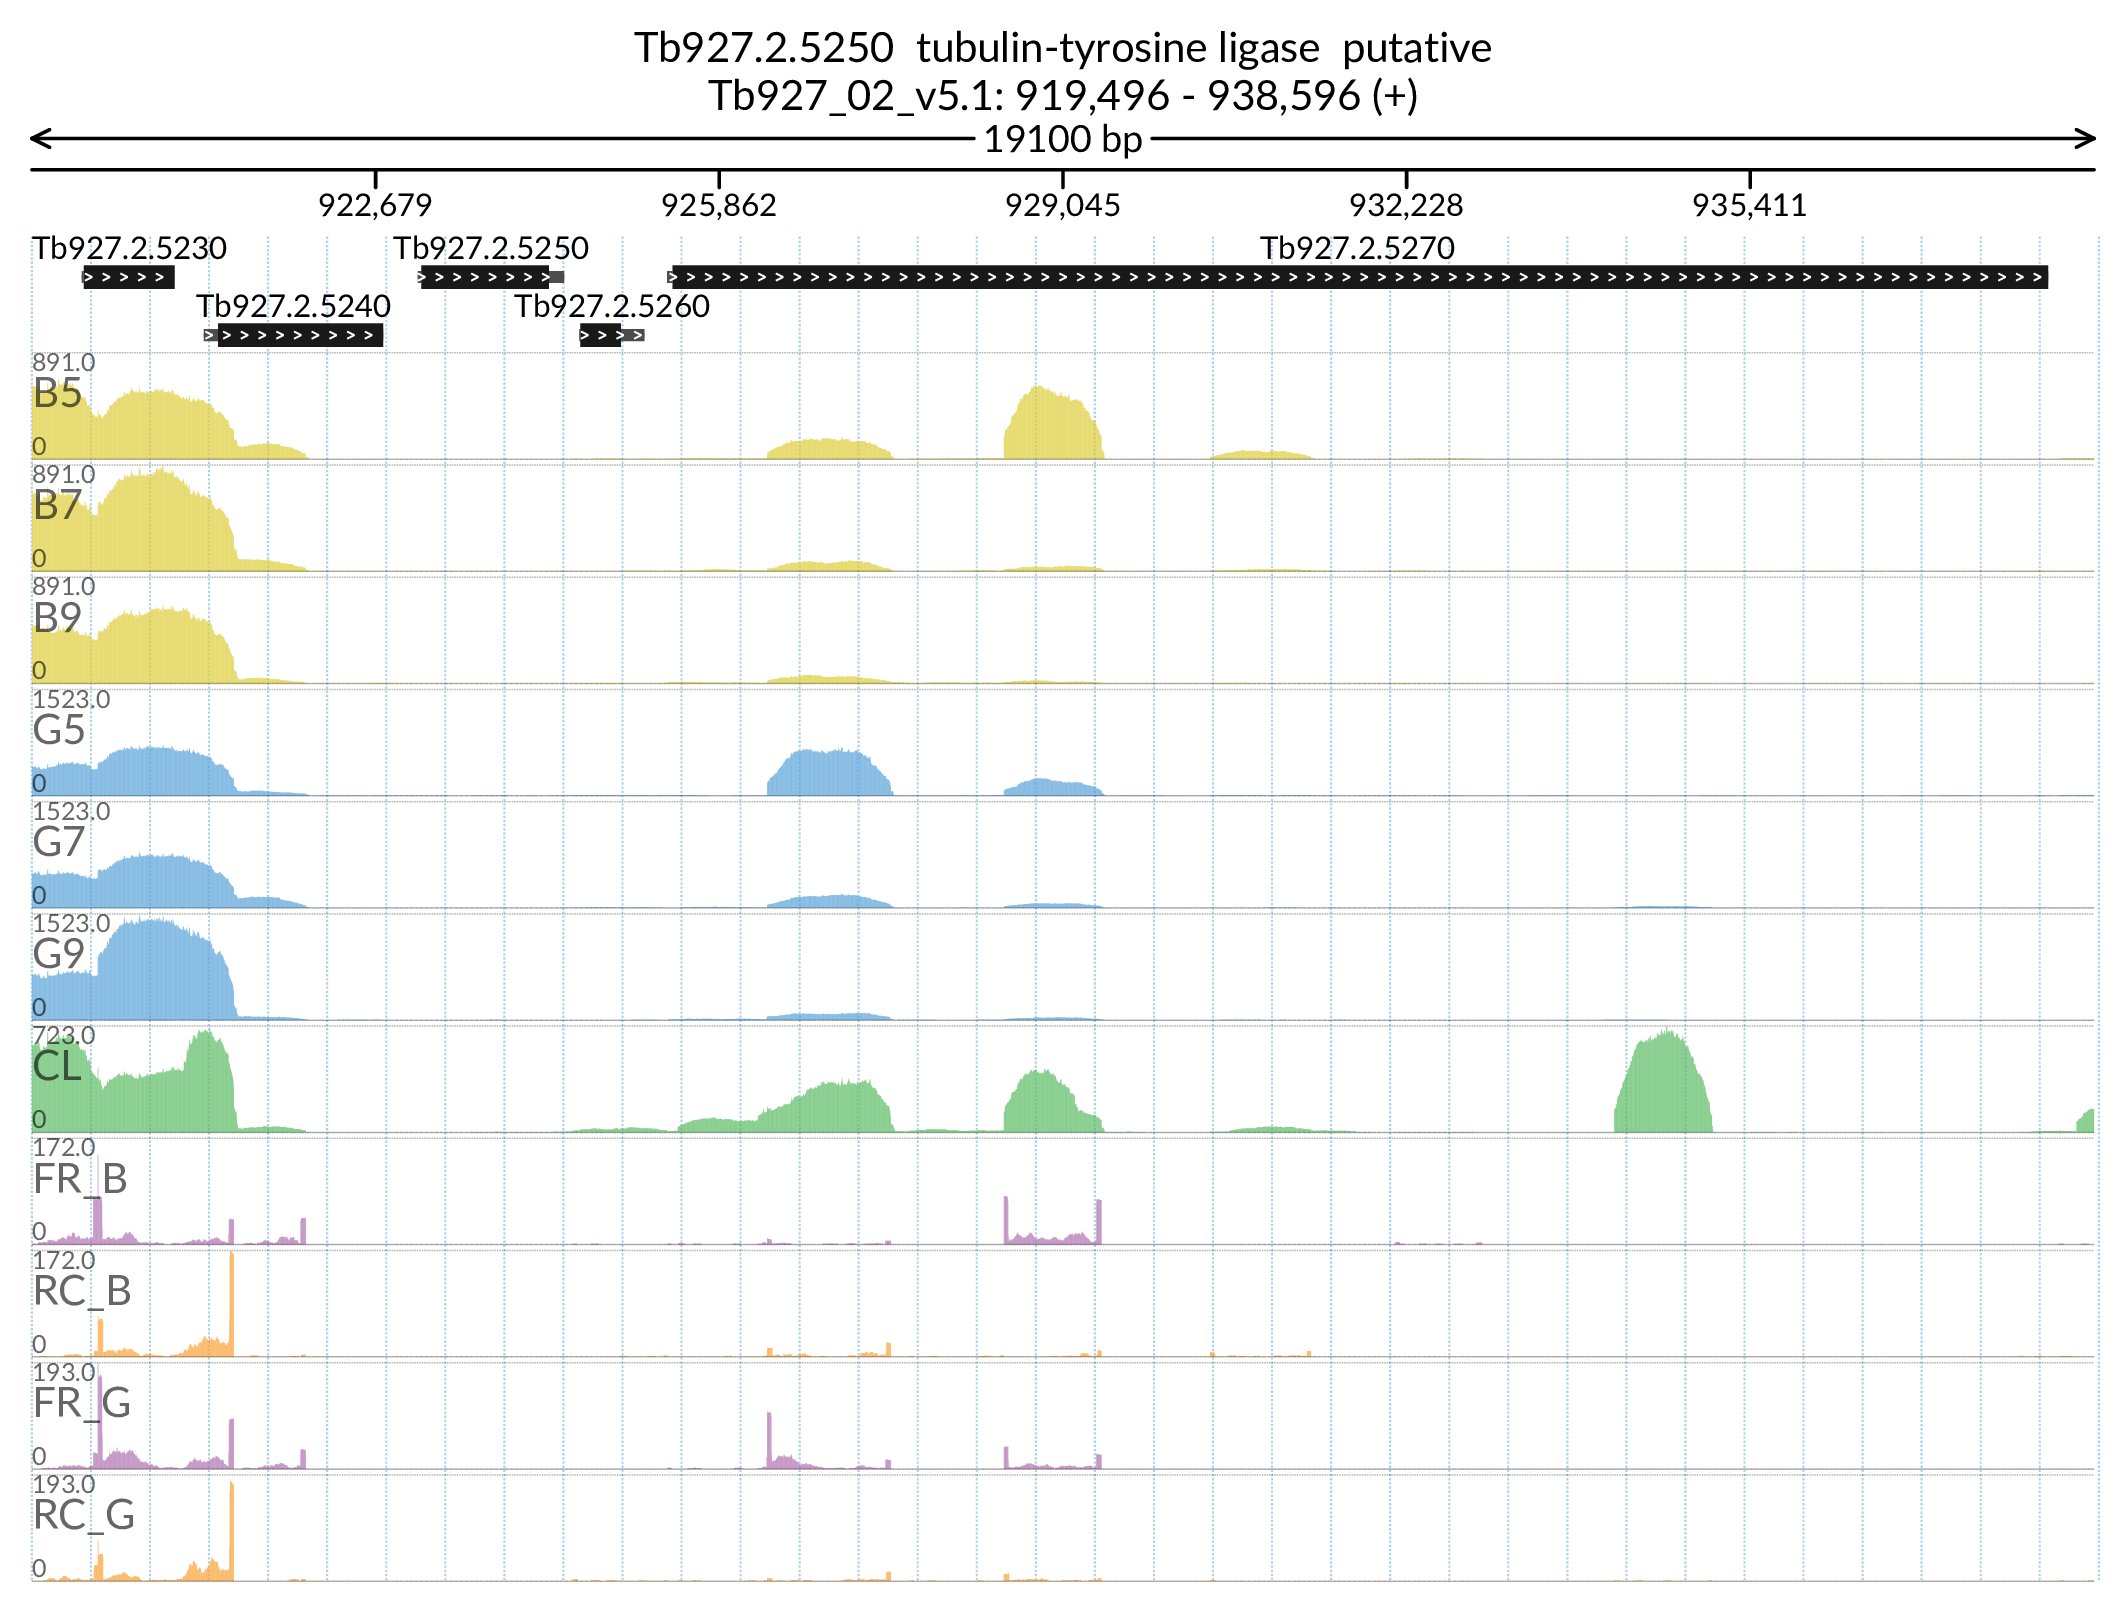 Tb927.2.5250  tubulin-tyrosine ligase  putative
Tb927_02_v5.1: 919,496 - 938,596 (+)
19100 bp
922,679 925,862 929,045 932,228 935,411
Tb927.2.5230 Tb927.2.5250 Tb927.2.5270
Tb927.2.5240 Tb927.2.5260
891.0
B5
0
891.0
B7
0
891.0
B9
0
1523.0
G5
0
1523.0
G7
0
1523.0
G9
0
723.0
CL
0
172.0
FR_B
0
172.0
RC_B
0
193.0
FR_G
0
193.0
RC_G
0